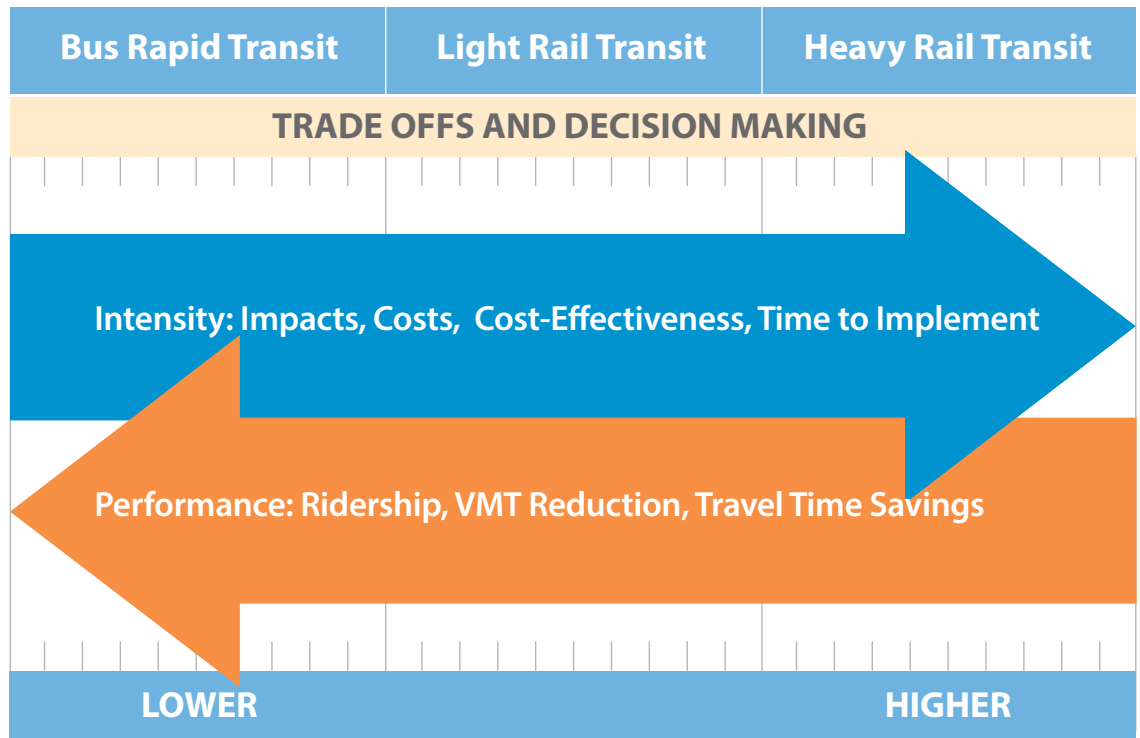 Bus Rapid Transit
Light Rail Transit
Heavy Rail Transit
TRADE OFFS AND DECISION MAKING
Intensity: Impacts, Costs,  Cost-Effectiveness, Time to Implement
Performance: Ridership, VMT Reduction, Travel Time Savings
LOWER
HIGHER